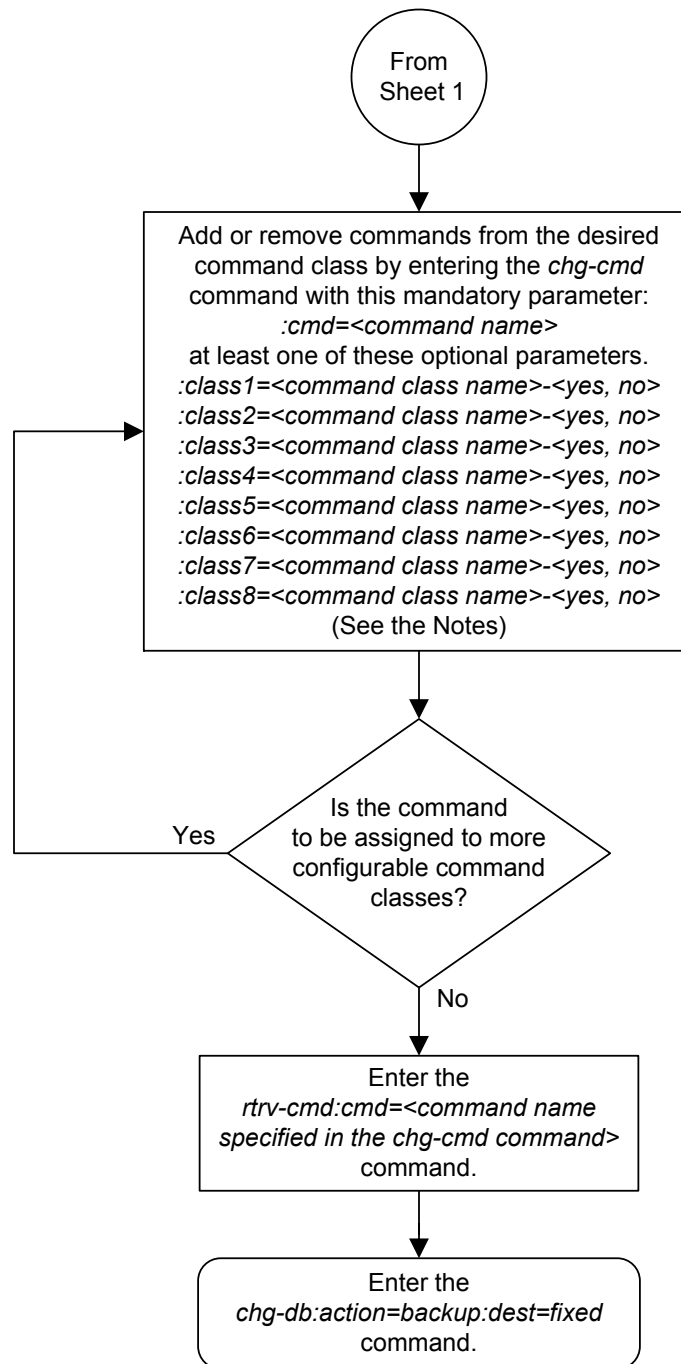 From
Sheet 1
Add or remove commands from the desired
command class by entering the chg-cmd
command with this mandatory parameter:
:cmd=<command name>
at least one of these optional parameters.
:class1=<command class name>-<yes, no>
:class2=<command class name>-<yes, no>
:class3=<command class name>-<yes, no>
:class4=<command class name>-<yes, no>
:class5=<command class name>-<yes, no>
:class6=<command class name>-<yes, no>
:class7=<command class name>-<yes, no>
:class8=<command class name>-<yes, no>
(See the Notes)
Is the command
to be assigned to more
configurable command
classes?
Yes
No
Enter the
rtrv-cmd:cmd=<command name
specified in the chg-cmd command>
command.
Enter the
chg-db:action=backup:dest=fixed
command.